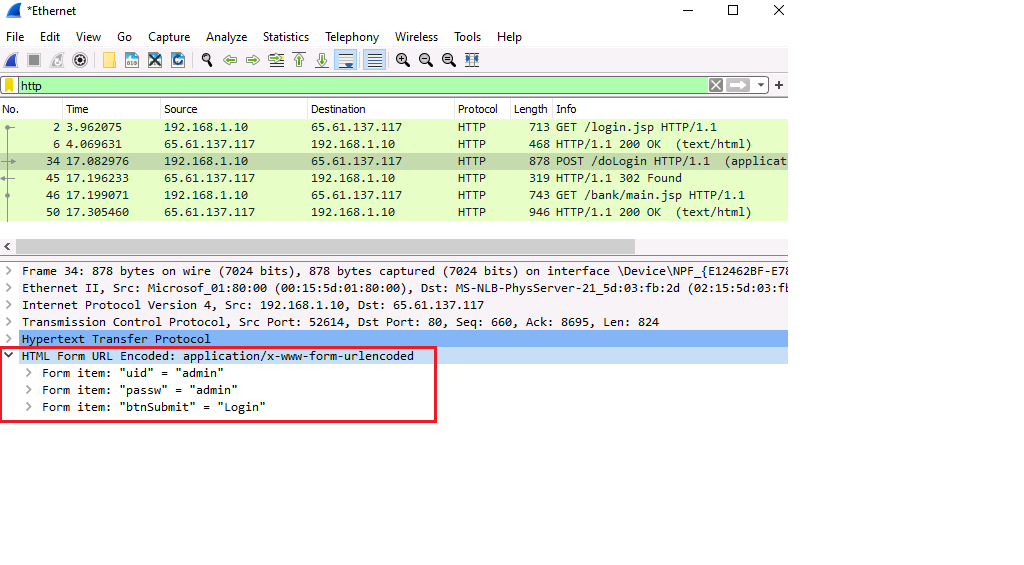 *Ethernet
File Edit View Go Capture Analyze Statistics Telephony Wireless Tools Help
http
No. Time Source Destination Protocol Length Info
2 3.962075 192.168.1.10 65.61.137.117 HTTP 713 GET /login.jsp HTTP/1.1
6 4.069631 65.61.137.117 192.168.1.10 HTTP 468 HTTP/1.1 200 OK (text/html)
34 17.082976 192.168.1.10 65.61.137.117 HTTP 878 POST /doLogin HTTP/1.1 (applicat
45 17.196233 65.61.137.117 192.168.1.10 HTTP 319 HTTP/1.1 302 Found
46 17.199071 192.168.1.10 65.61.137.117 HTTP 743 GET /bank/main.jsp HTTP/1.1
50 17.305460 65.61.137.117 192.168.1.10 HTTP 946 HTTP/1.1 200 OK (text/html)
Frame 34: 878 bytes on wire (7024 bits), 878 bytes captured (7024 bits) on interface \Device\NPF_{E12462BF-E78
Ethernet II, Src: Microsof_01:80:00 (00:15:5d:01:80:00), Dst: MS-NLB-PhysServer-21_5d:03:fb:2d (02:15:5d:03:fb
Internet Protocol Version 4, Src: 192.168.1.10, Dst: 65.61.137.117
Transmission Control Protocol, Src Port: 52614, Dst Port: 80, Seq: 660, Ack: 8695, Len: 824
Hypertext Transfer Protocol
HTML Form URL Encoded: application/x-www-form-urlencoded
Form item: "uid" = "admin"
Form item: "passw" = "admin"
Form item: "btnSubmit" = "Login"